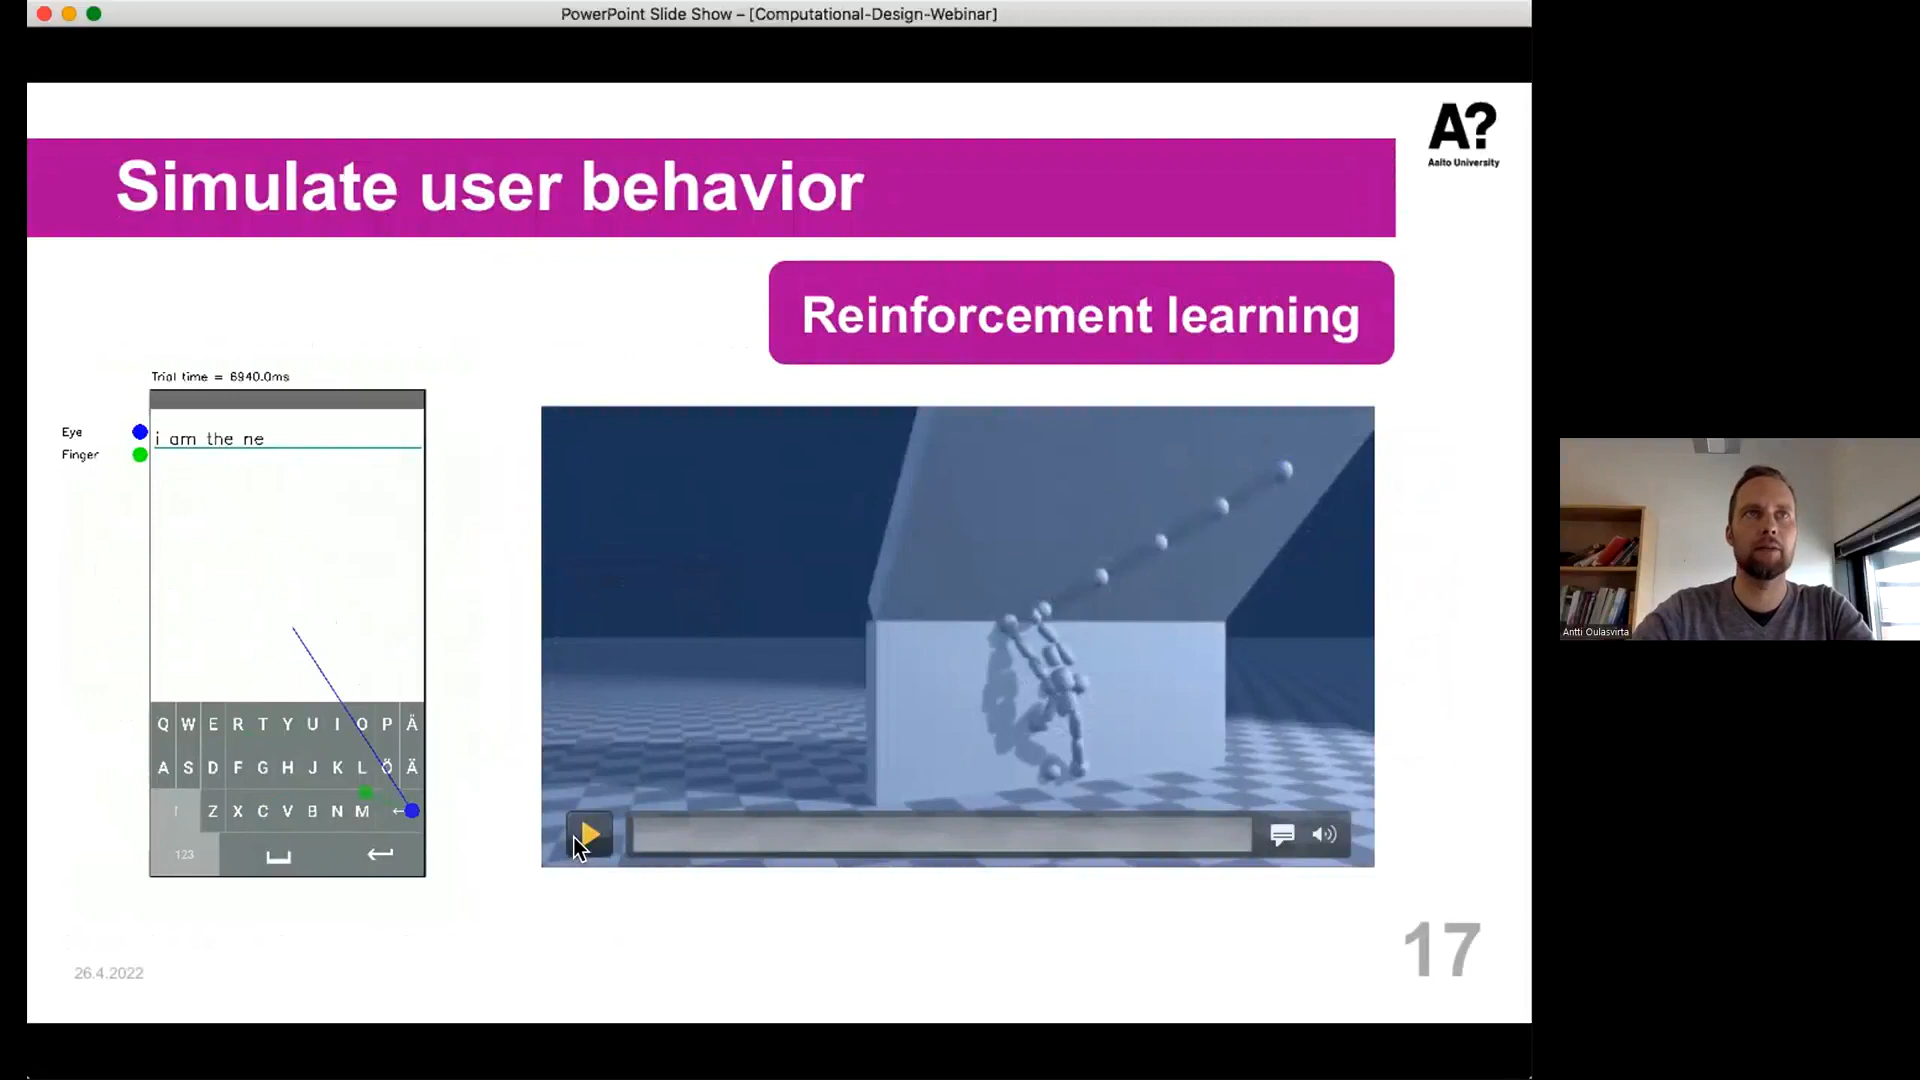 PowerPoint Slide Show – [Computational-Design-Webinar]
A?
Aalto University
Simulate user behavior
Reinforcement learning
Trial time = 6940.0ms
Eye
Finger
i am the ne
Q W E R T Y U I O P Ä
A S D F G H J K L Ö Ä
Z X C V B N M
123
Antti Oulasvirta
26.4.2022
17